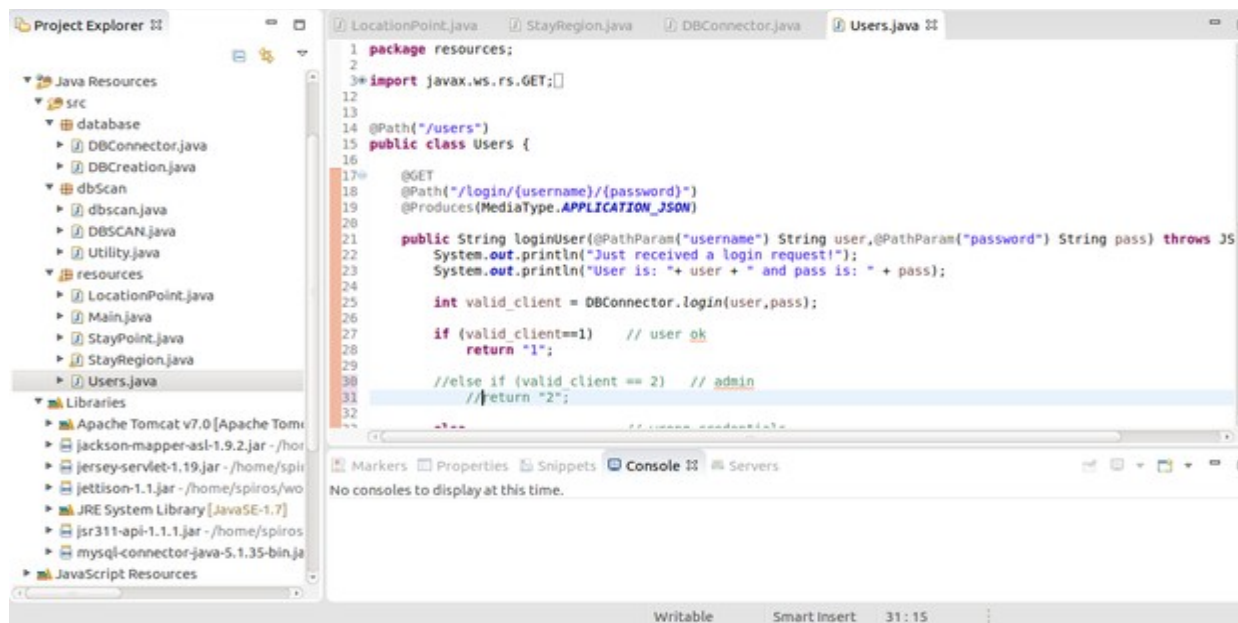 Project Explorer
Java Resources
src
database
DBConnector.java
DBCreation.java
dbScan
dbscan.java
DBSCAN.java
Utility.java
resources
LocationPoint.java
Main.java
StayPoint.java
StayRegion.java
Users.java
Libraries
Apache Tomcat v7.0 [Apache Tom
jackson-mapper-asl-1.9.2.jar - /hor
jersey-servlet-1.19.jar - /home/spi
jettison-1.1.jar - /home/spiros/wo
JRE System Library [JavaSE-1.7]
jsr311-api-1.1.1.jar - /home/spiros
mysql-connector-java-5.1.35-bin.ja
JavaScript Resources
LocationPoint.java StayRegion.java DBConnector.java Users.java
1 package resources;
2
3 import javax.ws.rs.GET;
12
13
14 @Path("/users")
15 public class Users {
16
17 @GET
18 @Path("/login/{username}/{password}")
19 @Produces(MediaType.APPLICATION_JSON)
20
21 public String loginUser(@PathParam("username") String user,@PathParam("password") String pass) throws JS
22 System.out.println("Just received a login request!");
23 System.out.println("User is: "+ user + " and pass is: " + pass);
24
25 int valid_client = DBConnector.login(user,pass);
26
27 if (valid_client==1) // user ok
28 return "1";
29
30 //else if (valid_client == 2) // admin
31 //return "2";
32
Markers Properties Snippets Console Servers
No consoles to display at this time.
Writable Smart Insert 31 : 15